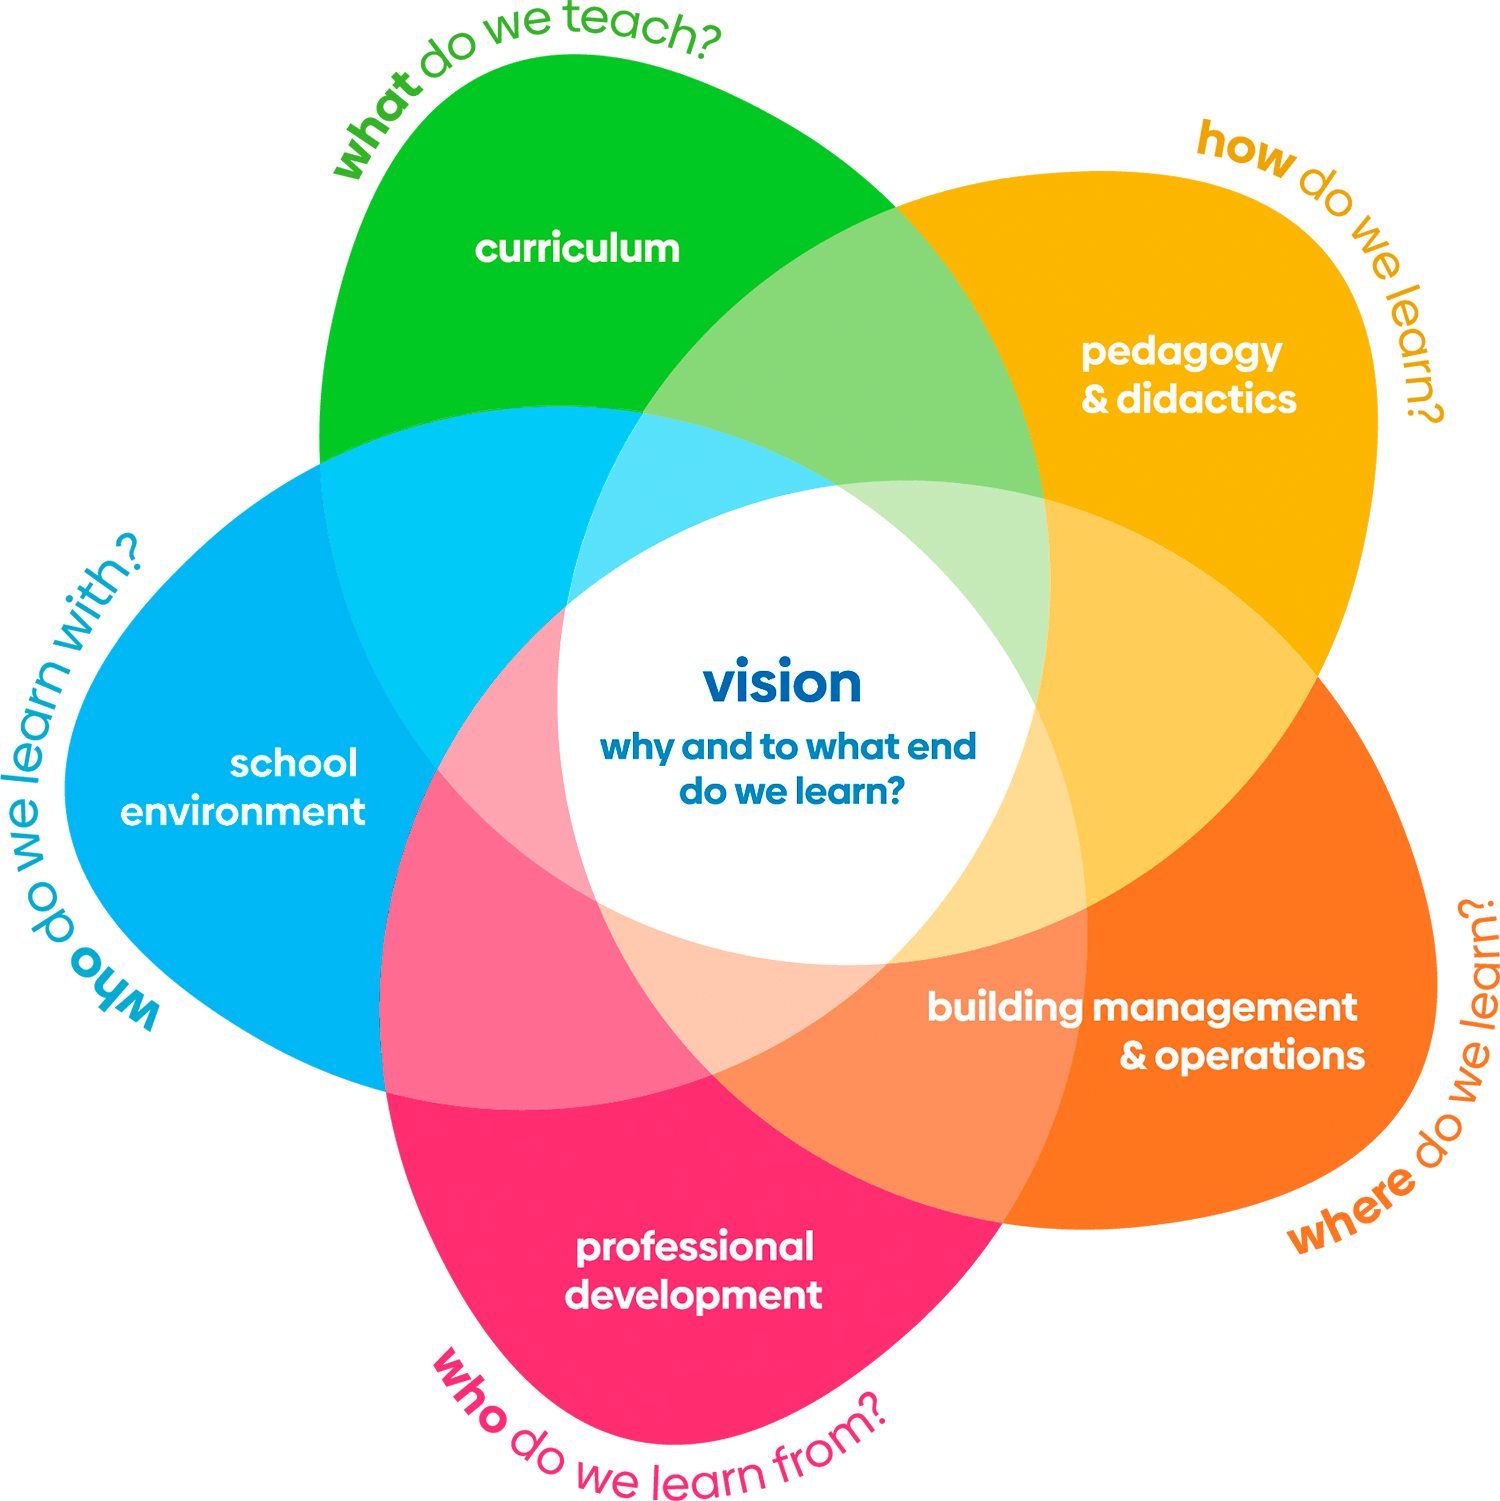 what do we teach?
curriculum
how do we learn?
pedagogy
& didactics
who do we learn with?
school
environment
vision
why and to what end
do we learn?
building management
& operations
where do we learn?
professional
development
who do we learn from?